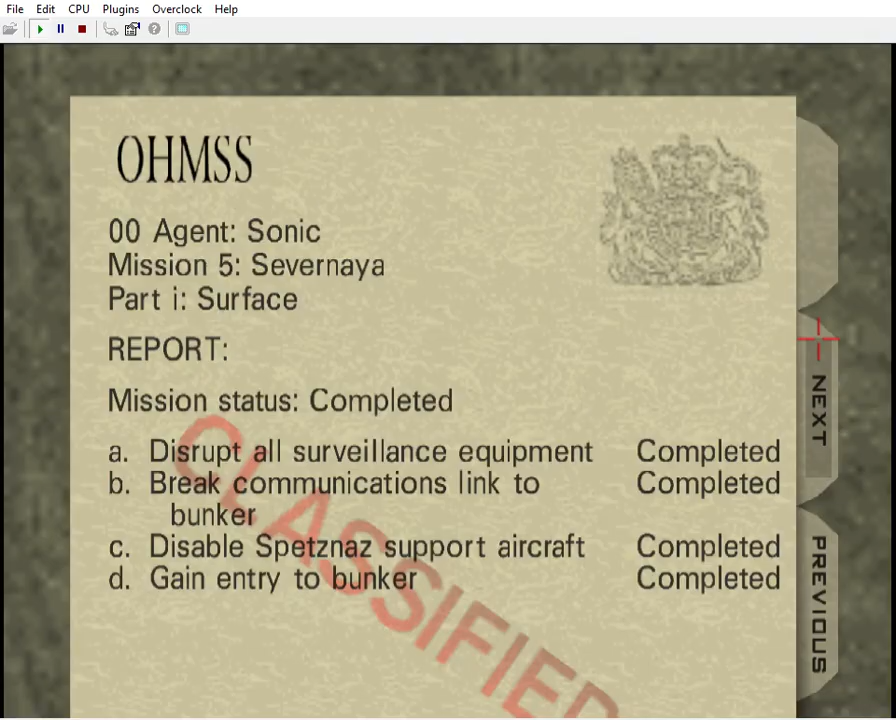 File Edit CPU Plugins Overclock Help
OHMSS
00 Agent: Sonic
Mission 5: Severnaya
Part i: Surface
REPORT:
Mission status: Completed
a. Disrupt all surveillance equipment Completed
b. Break communications link to Completed
bunker
c. Disable Spetznaz support aircraft Completed
d. Gain entry to bunker Completed
CLASSIFIED
NEXT
PREVIOUS